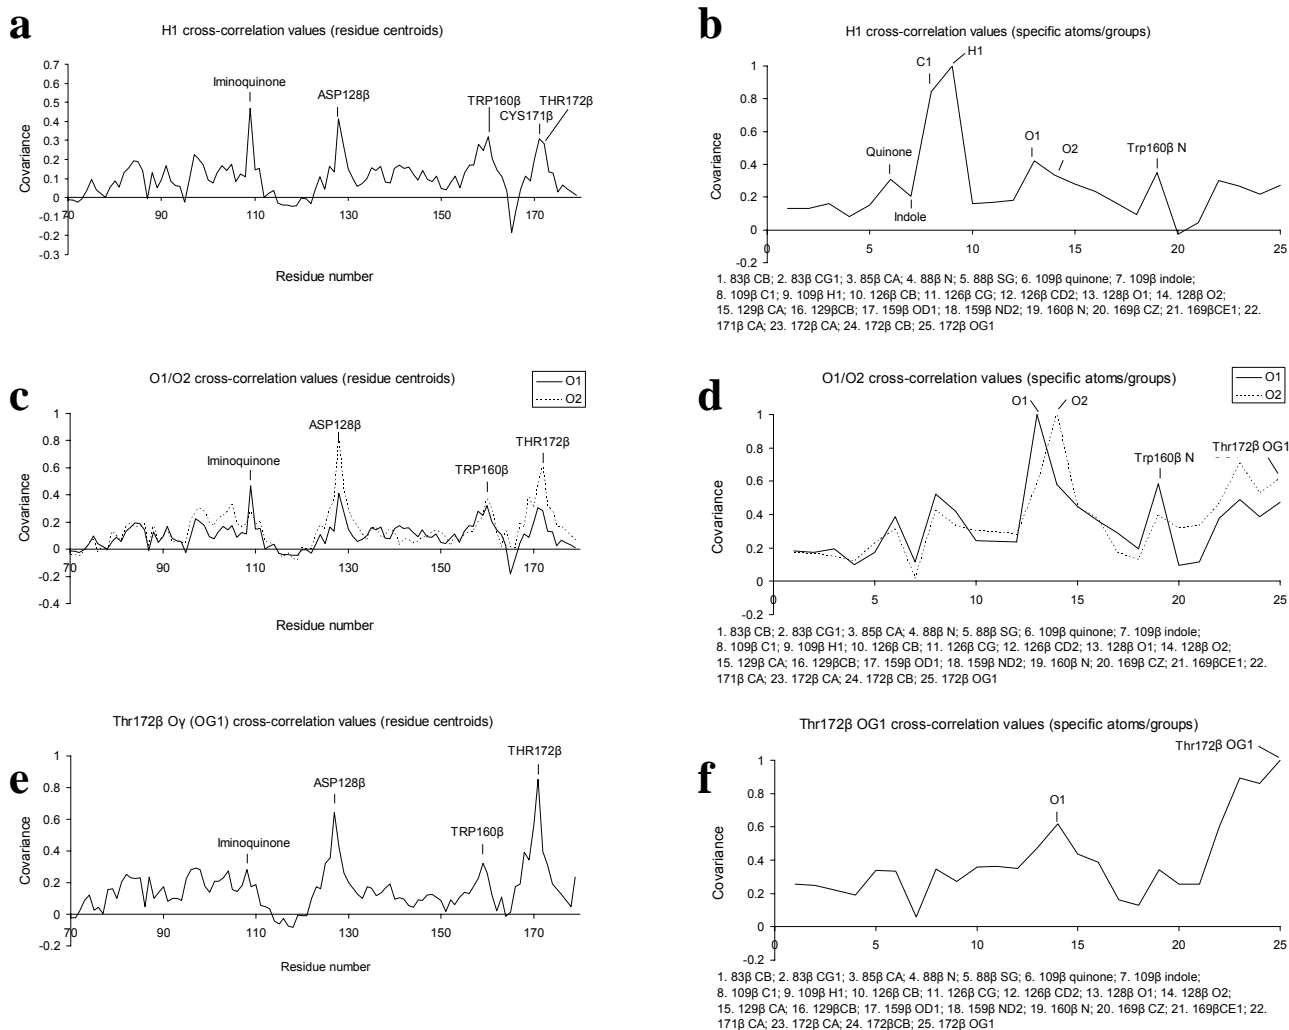 a
H1 cross-correlation values (residue centroids)
0.7
0.6
0.5
0.4
0.3
0.2
0.1
0
-0.1
-0.2
-0.3
Covariance
Iminoquinone
ASP128β
TRP160β
THR172β
CYS171β
70
90
110
130
150
170
Residue number
b
H1 cross-correlation values (specific atoms/groups)
1
0.8
0.6
0.4
0.2
0
-0.2
Covariance
C1
H1
Quinone
Indole
O1
O2
Trp160β N
0
5
10
15
20
25
1. 83β CB; 2. 83β CG1; 3. 85β CA; 4. 88β N; 5. 88β SG; 6. 109β quinone; 7. 109β indole;
8. 109β C1; 9. 109β H1; 10. 126β CB; 11. 126β CG; 12. 126β CD2; 13. 128β O1; 14. 128β O2;
15. 129β CA; 16. 129βCB; 17. 159β OD1; 18. 159β ND2; 19. 160β N; 20. 169β CZ; 21. 169βCE1; 22.
171β CA; 23. 172β CA; 24. 172β CB; 25. 172β OG1
c
O1/O2 cross-correlation values (residue centroids)
O1
O2
1
0.8
0.6
0.4
0.2
0
-0.2
-0.4
Covariance
Iminoquinone
ASP128β
TRP160β
THR172β
70
90
110
130
150
170
Residue number
d
O1/O2 cross-correlation values (specific atoms/groups)
O1
O2
1
0.8
0.6
0.4
0.2
0
-0.2
Covariance
O1
O2
Trp160β N
Thr172β OG1
0
5
10
15
20
25
1. 83β CB; 2. 83β CG1; 3. 85β CA; 4. 88β N; 5. 88β SG; 6. 109β quinone; 7. 109β indole;
8. 109β C1; 9. 109β H1; 10. 126β CB; 11. 126β CG; 12. 126β CD2; 13. 128β O1; 14. 128β O2;
15. 129β CA; 16. 129βCB; 17. 159β OD1; 18. 159β ND2; 19. 160β N; 20. 169β CZ; 21. 169βCE1; 22.
171β CA; 23. 172β CA; 24. 172β CB; 25. 172β OG1
e
Thr172β Oγ (OG1) cross-correlation values (residue centroids)
1
0.8
0.6
0.4
0.2
0
-0.2
Covariance
Iminoquinone
ASP128β
TRP160β
THR172β
70
90
110
130
150
170
Residue number
f
Thr172β OG1 cross-correlation values (specific atoms/groups)
1
0.8
0.6
0.4
0.2
0
-0.2
Covariance
O1
Thr172β OG1
0
5
10
15
20
25
1. 83β CB; 2. 83β CG1; 3. 85β CA; 4. 88β N; 5. 88β SG; 6. 109β quinone; 7. 109β indole;
8. 109β C1; 9. 109β H1; 10. 126β CB; 11. 126β CG; 12. 126β CD2; 13. 128β O1; 14. 128β O2;
15. 129β CA; 16. 129βCB; 17. 159β OD1; 18. 159β ND2; 19. 160β N; 20. 169β CZ; 21. 169βCE1; 22.
171β CA; 23. 172β CA; 24. 172βCB; 25. 172β OG1